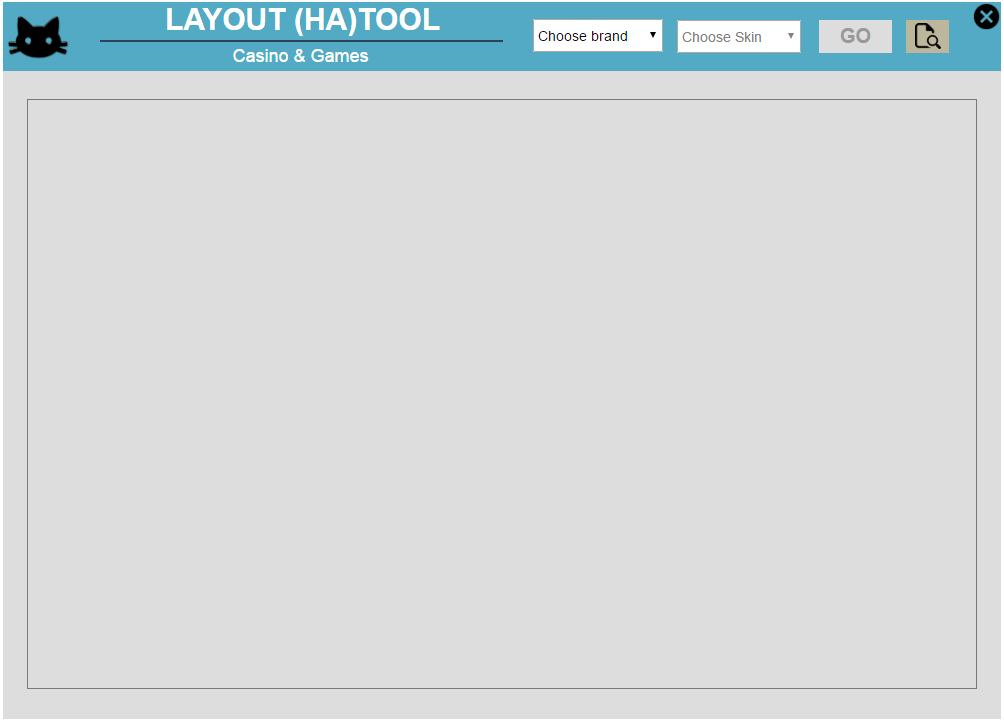 LAYOUT (HA)TOOL
Casino & Games
Choose brand
Choose Skin
GO